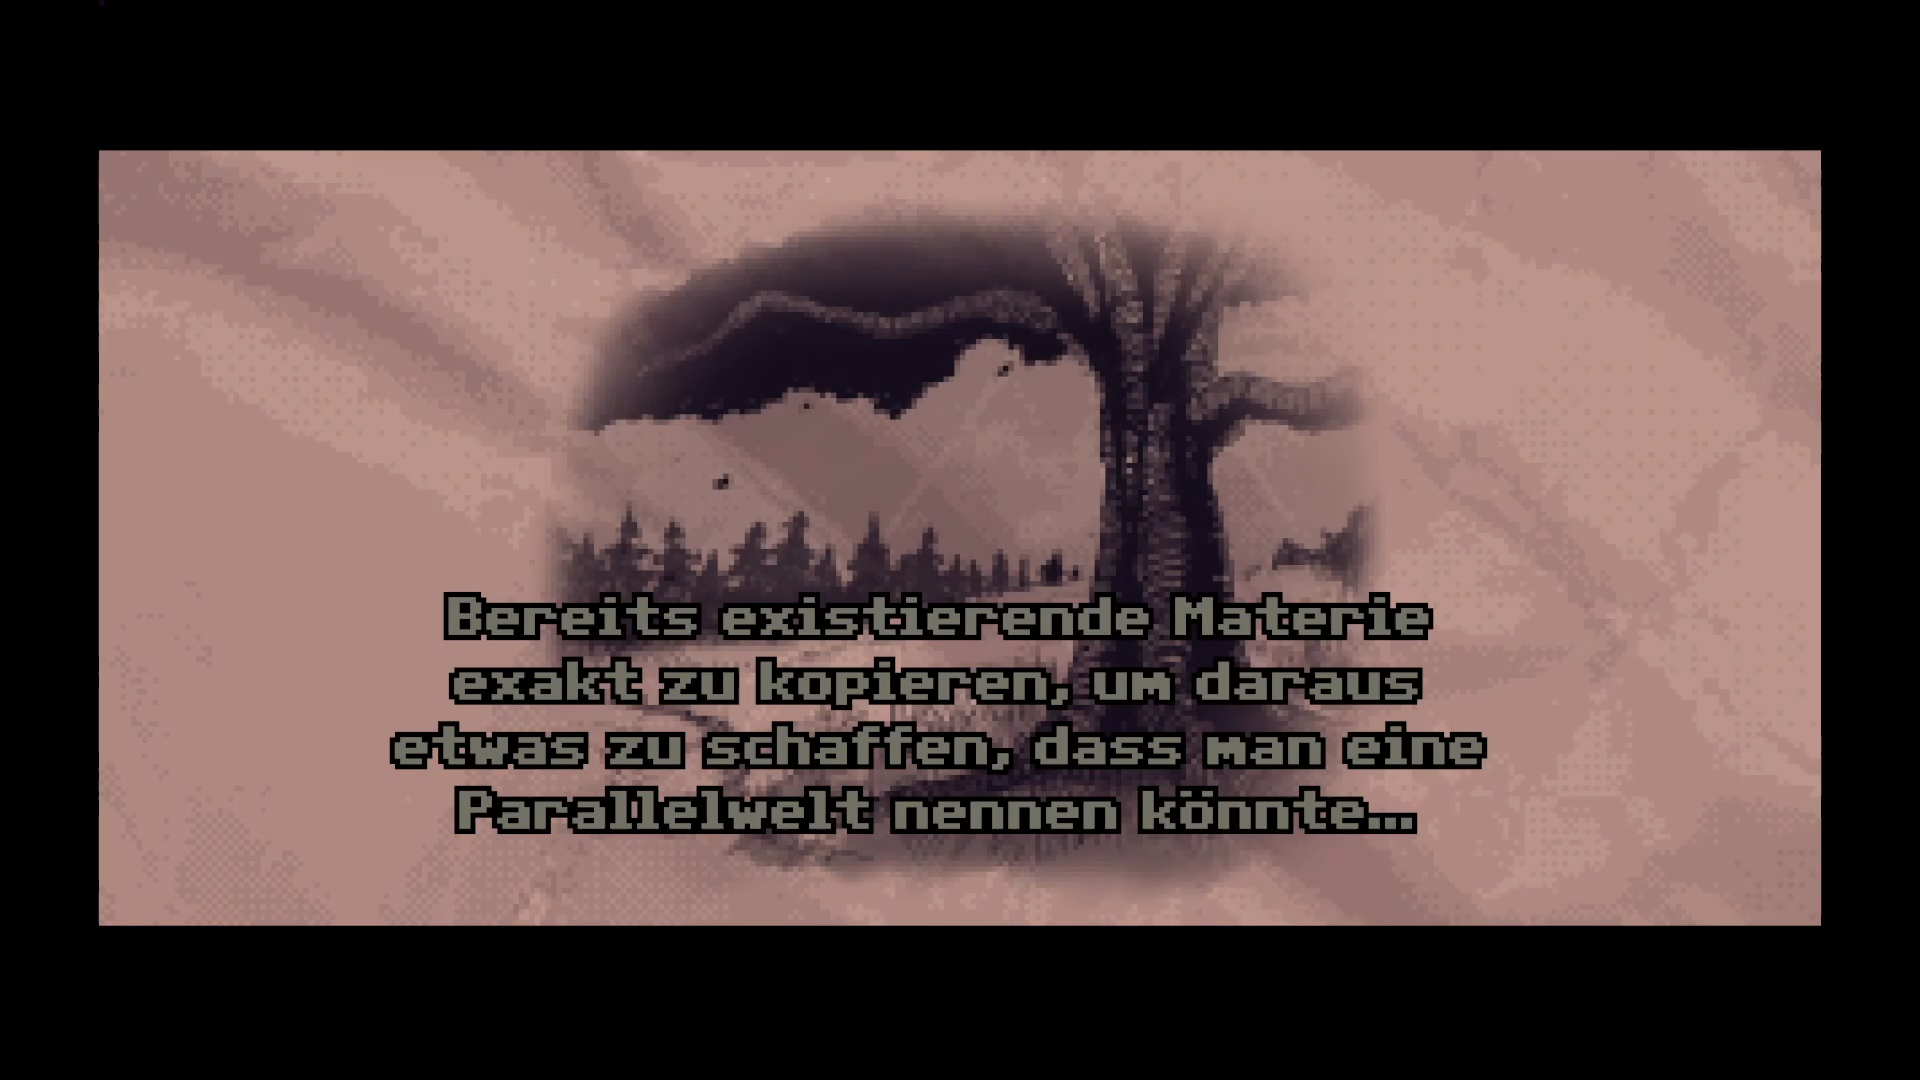 Bereits existierende Materie
exakt zu kopieren, um daraus
etwas zu schaffen, dass man eine
Parallelwelt nennen könnte...